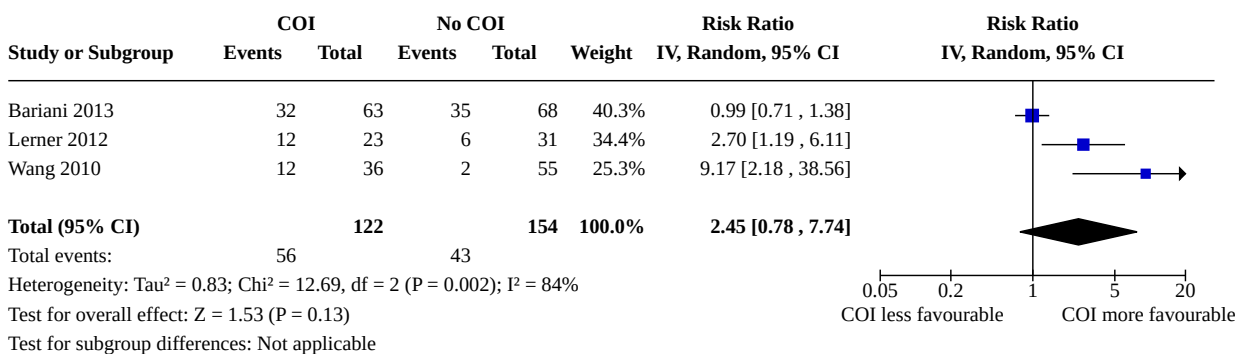 COI No COI Risk Ratio Risk Ratio
Study or Subgroup Events Total Events Total Weight IV, Random, 95% CI IV, Random, 95% CI
Bariani 2013 32 63 35 68 40.3% 0.99 [0.71 , 1.38]
Lerner 2012 12 23 6 31 34.4% 2.70 [1.19 , 6.11]
Wang 2010 12 36 2 55 25.3% 9.17 [2.18 , 38.56]
Total (95% CI) 122 154 100.0% 2.45 [0.78 , 7.74]
Total events: 56 43
Heterogeneity: Tau² = 0.83; Chi² = 12.69, df = 2 (P = 0.002); I² = 84%
0.05 0.2 1 5 20
Test for overall effect: Z = 1.53 (P = 0.13) COI less favourable COI more favourable
Test for subgroup differences: Not applicable